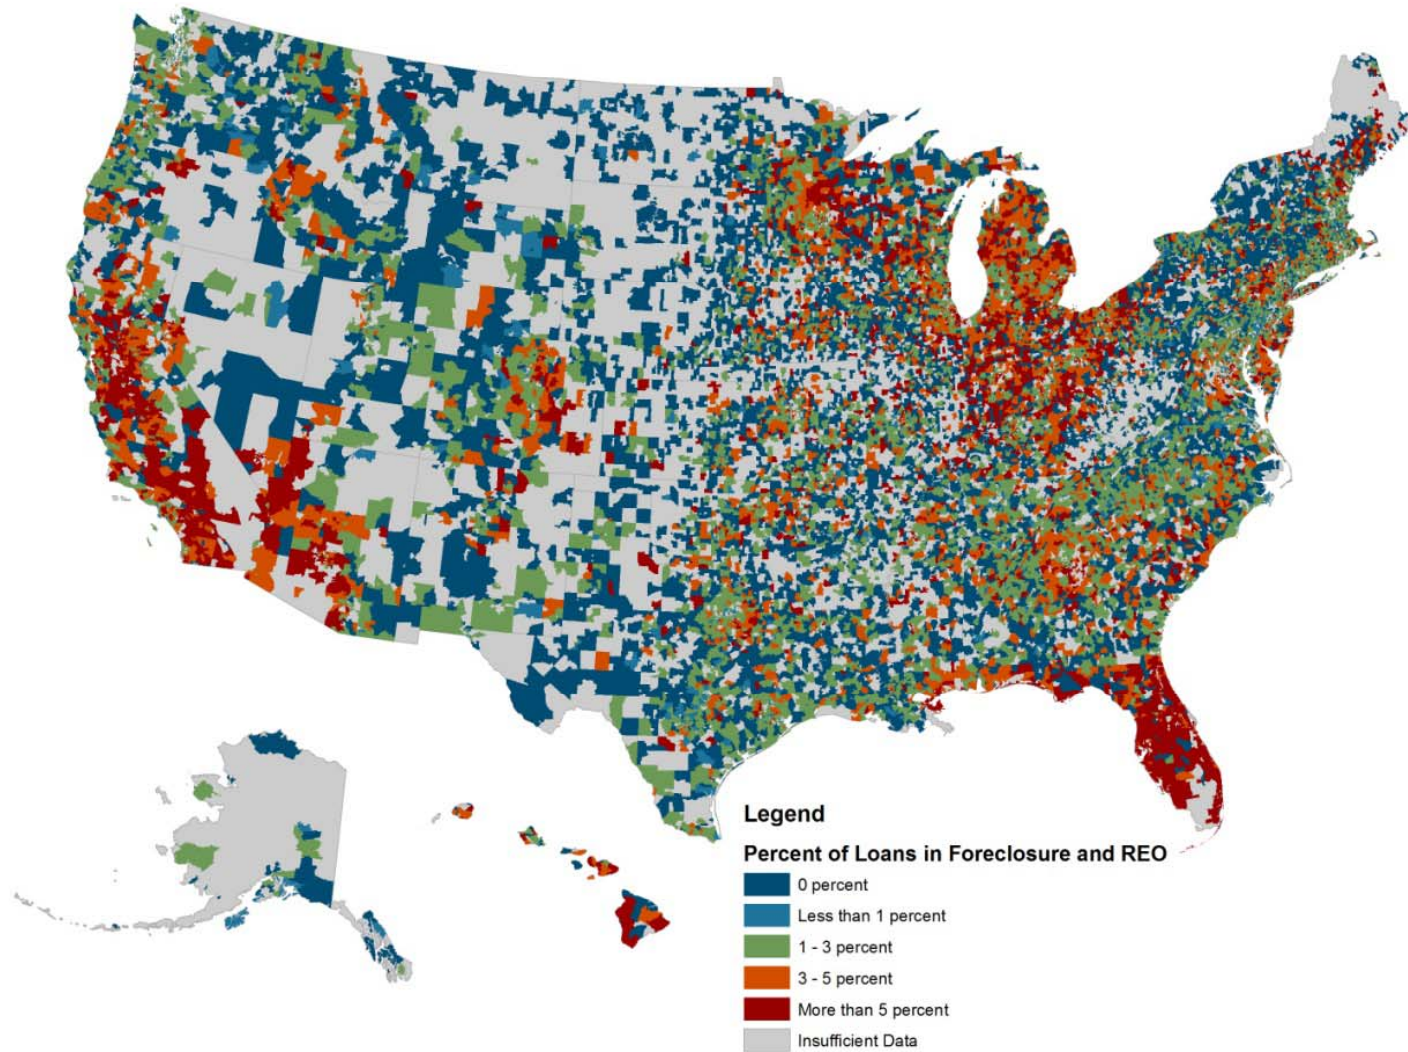 Legend
Percent of Loans in Foreclosure and REO
0 percent
Less than 1 percent
1 - 3 percent
3 - 5 percent
More than 5 percent
Insufficient Data